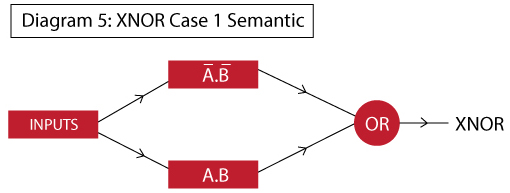 Diagram 5: XNOR Case 1 Semantic
A̅.B̅
INPUTS
OR
XNOR
A.B